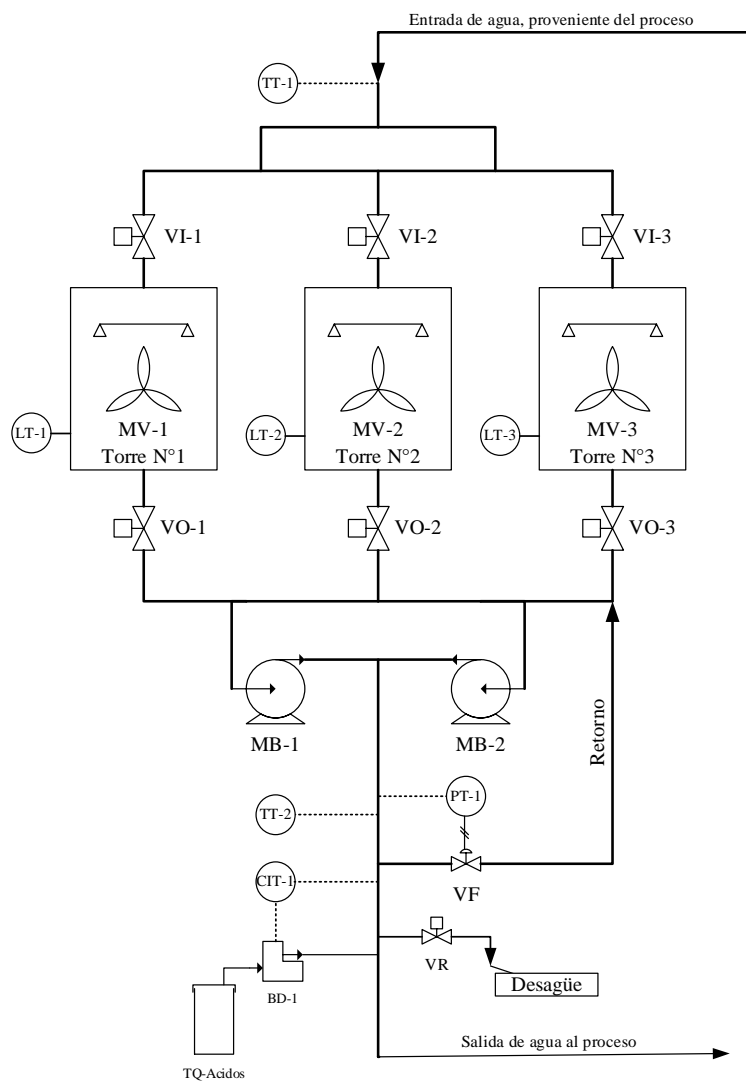 Entrada de agua, proveniente del proceso
TT-1
VI-1
VI-2
VI-3
MV-1
Torre N°1
MV-2
Torre N°2
MV-3
Torre N°3
LT-1
LT-2
LT-3
VO-1
VO-2
VO-3
MB-1
MB-2
Retorno
PT-1
TT-2
VF
CIT-1
VR
BD-1
Desagüe
TQ-Acidos
Salida de agua al proceso